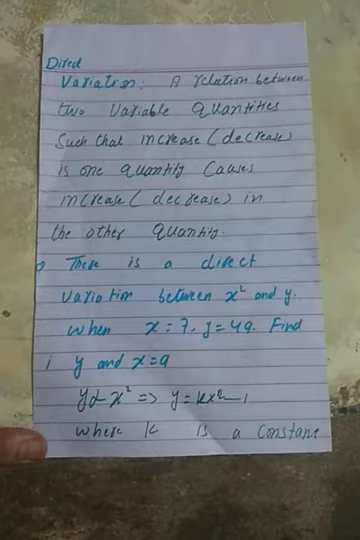 Direct
Variation: A relation between
two variable quantities
Such that increase (decrease)
is one quantity causes
increase (decrease) in
the other quantity.
There is a direct
variation between x² and y.
when x = 7, y = 49. Find
i y and x = 9
y ∝ x² => y = kx² — 1
where k is a constant